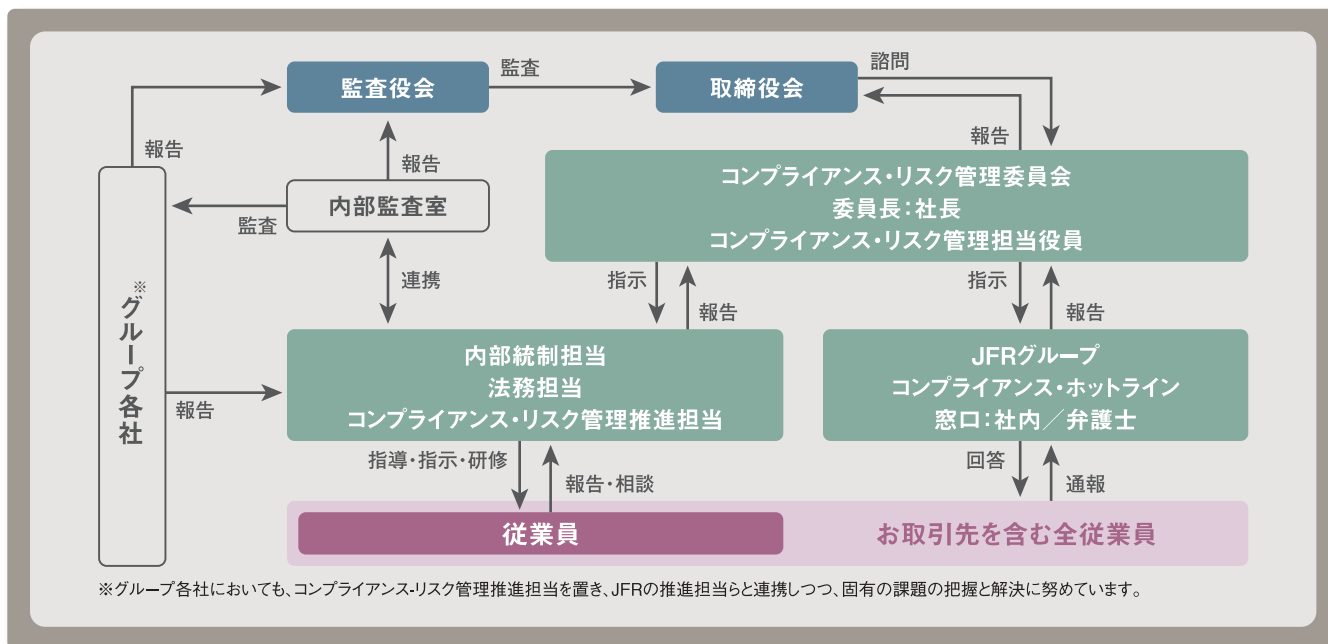 監査役会
監査
取締役会
諮問
報告
報告
報告
内部監査室
監査
コンプライアンス・リスク管理委員会
委員長：社長
コンプライアンス・リスク管理担当役員
連携
指示
報告
指示
報告
※グループ各社
報告
内部統制担当
法務担当
コンプライアンス・リスク管理推進担当
JFRグループ
コンプライアンス・ホットライン
窓口：社内／弁護士
指導・指示・研修
報告・相談
回答
通報
従業員
お取引先を含む全従業員
※グループ各社においても、コンプライアンス-リスク管理推進担当を置き、JFRの推進担当らと連携しつつ、固有の課題の把握と解決に努めています。